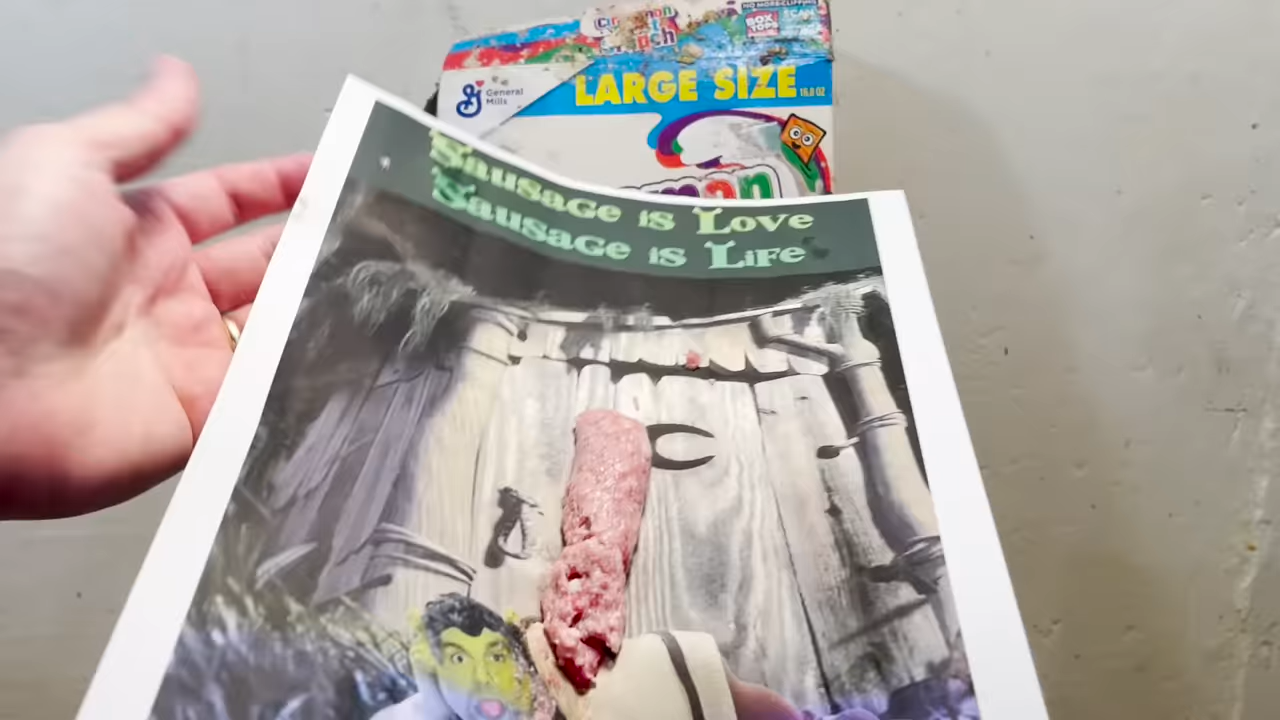 Cinnamon
NO MORE CLIPPING
BOX TOPS
SCAN
General
Mills
LARGE SIZE
16.8 OZ
Sausage is Love
Sausage is Life